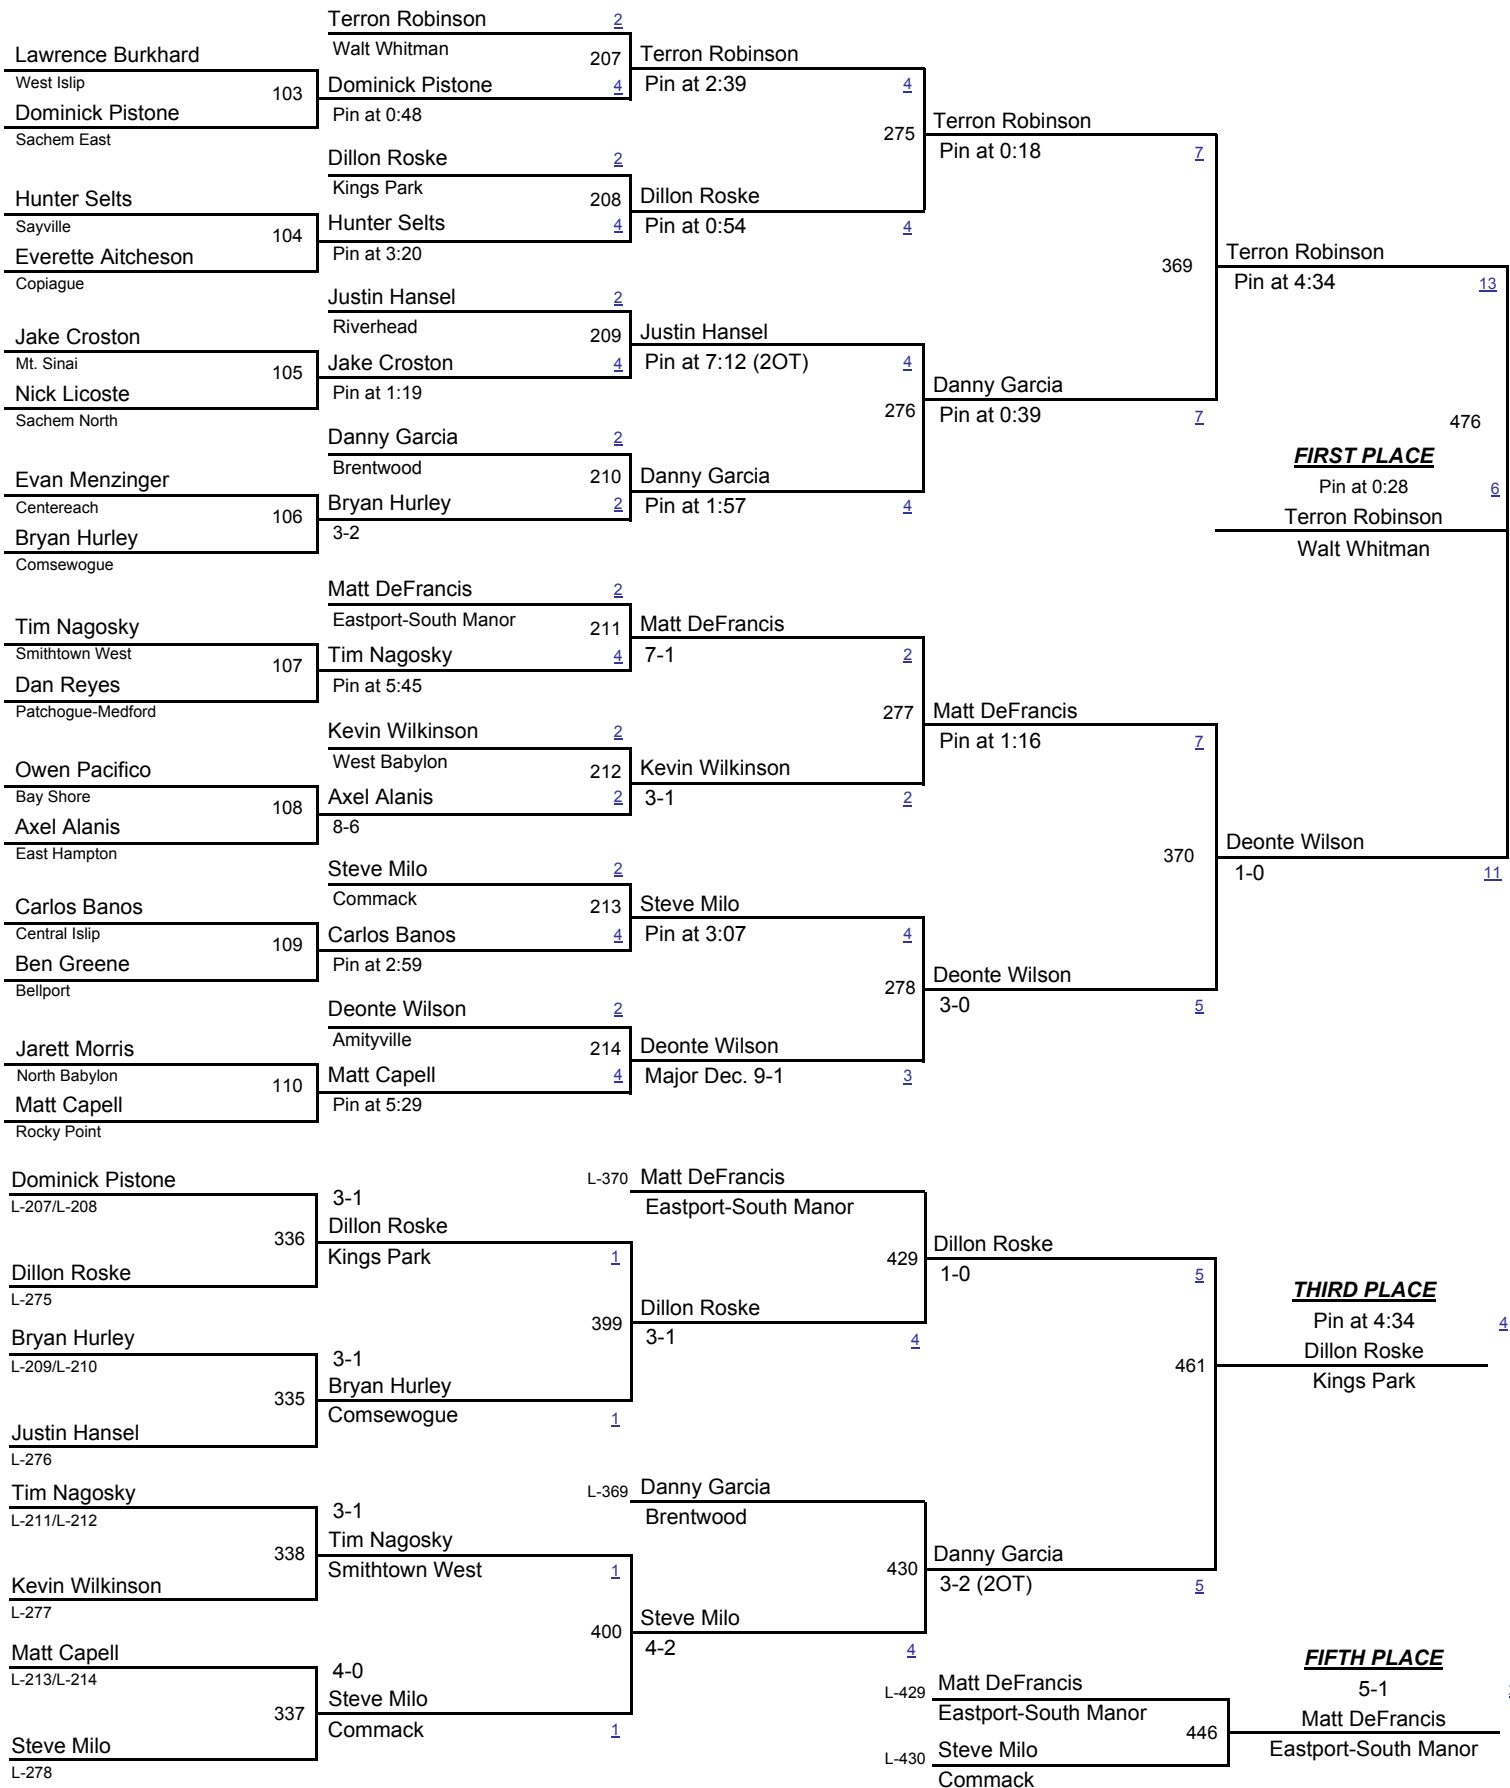 Terron Robinson 2
Lawrence Burkhard
Walt Whitman
207
Terron Robinson
West Islip
103
Dominick Pistone 4
Pin at 2:39 4
Dominick Pistone
Pin at 0:48
Sachem East
275
Terron Robinson
Pin at 0:18 7
Dillon Roske 2
Kings Park
208
Dillon Roske
Hunter Selts
Sayville
104
Hunter Selts 4
Pin at 0:54 4
Everette Aitcheson
Pin at 3:20
Copiague
369
Terron Robinson
Pin at 4:34 13
Justin Hansel 2
Riverhead
209
Justin Hansel
Jake Croston
Mt. Sinai
105
Jake Croston 4
Pin at 7:12 (2OT) 4
Nick Licoste
Pin at 1:19
Sachem North
276
Danny Garcia
Pin at 0:39 7
476
Danny Garcia 2
Brentwood
210
Danny Garcia
Evan Menzinger
Centereach
106
Bryan Hurley 2
Pin at 1:57 4
Bryan Hurley
3-2
Comsewogue
FIRST PLACE
Pin at 0:28 6
Terron Robinson
Walt Whitman
Matt DeFrancis 2
Eastport-South Manor
211
Matt DeFrancis
Tim Nagosky
Smithtown West
107
Tim Nagosky 4
7-1 2
Dan Reyes
Pin at 5:45
Patchogue-Medford
277
Matt DeFrancis
Pin at 1:16 7
Kevin Wilkinson 2
West Babylon
212
Kevin Wilkinson
Owen Pacifico
Bay Shore
108
Axel Alanis 2
3-1 2
Axel Alanis
8-6
East Hampton
370
Deonte Wilson
1-0 11
Steve Milo 2
Commack
213
Steve Milo
Carlos Banos
Central Islip
109
Carlos Banos 4
Pin at 3:07 4
Ben Greene
Pin at 2:59
Bellport
278
Deonte Wilson
3-0 5
Deonte Wilson 2
Amityville
214
Deonte Wilson
Jarett Morris
North Babylon
110
Matt Capell 4
Major Dec. 9-1 3
Matt Capell
Pin at 5:29
Rocky Point
Dominick Pistone
L-207/L-208
3-1
Dillon Roske
336
Kings Park 1
Dillon Roske
L-275
L-370 Matt DeFrancis
Eastport-South Manor
429
Dillon Roske
1-0 5
399
Dillon Roske
3-1 4
Bryan Hurley
L-209/L-210
3-1
Bryan Hurley
335
Comsewogue 1
Justin Hansel
L-276
THIRD PLACE
Pin at 4:34 4
Dillon Roske
461
Kings Park
Tim Nagosky
L-211/L-212
3-1
Tim Nagosky
338
Smithtown West 1
Kevin Wilkinson
L-277
L-369 Danny Garcia
Brentwood
430
Danny Garcia
3-2 (2OT) 5
400
Steve Milo
4-2 4
Matt Capell
L-213/L-214
4-0
Steve Milo
337
Commack 1
Steve Milo
L-278
L-429 Matt DeFrancis
Eastport-South Manor
446
L-430 Steve Milo
Commack
FIFTH PLACE
5-1
Matt DeFrancis
Eastport-South Manor